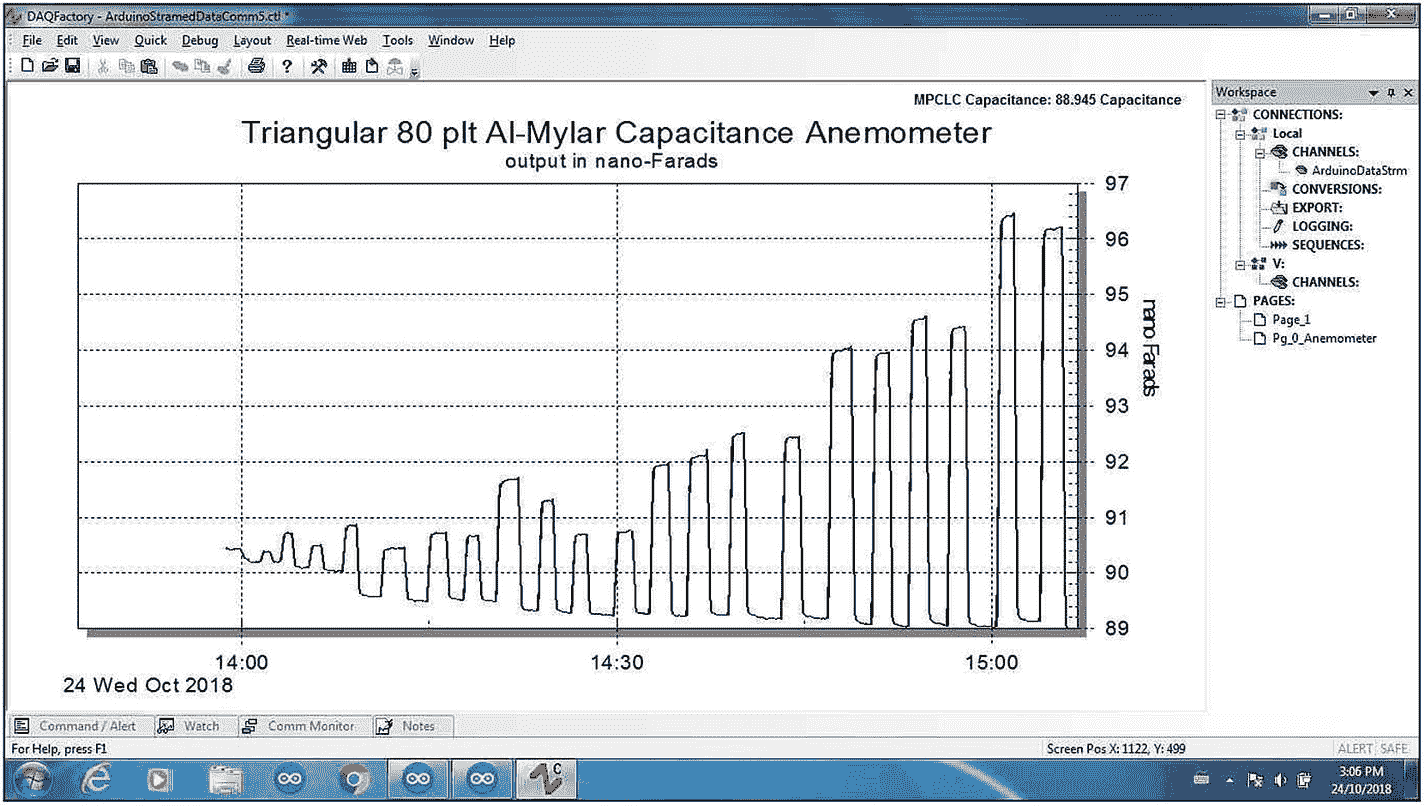 DAQFactory - ArduinoStramedDataComm5.ctl *
File Edit View Quick Debug Layout Real-time Web Tools Window Help
MPCLC Capacitance: 88.945 Capacitance
Triangular 80 plt Al-Mylar Capacitance Anemometer
output in nano-Farads
97
96
95
94
93
92
91
90
89
nano Farads
14:00 14:30 15:00
24 Wed Oct 2018
Workspace
CONNECTIONS:
Local
CHANNELS:
ArduinoDataStrm
CONVERSIONS:
EXPORT:
LOGGING:
SEQUENCES:
V:
CHANNELS:
PAGES:
Page_1
Pg_0_Anemometer
Command / Alert Watch Comm Monitor Notes
For Help, press F1 Screen Pos X: 1122, Y: 499 ALERT SAFE
3:06 PM
24/10/2018